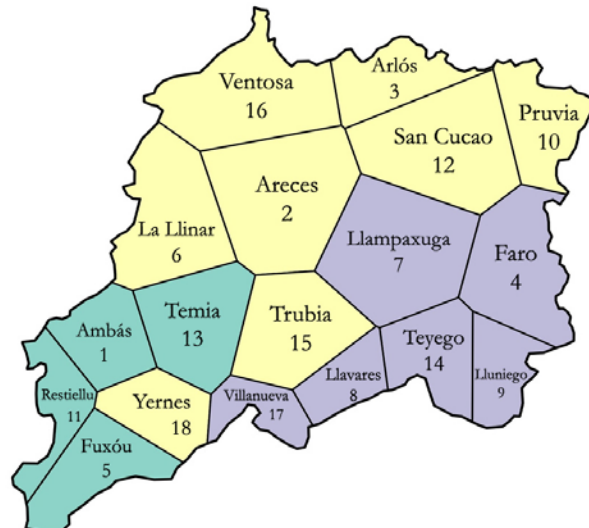 Ventosa
16
Arlós
3
Pruvia
10
San Cucao
12
Areces
2
La Llinar
6
Llampaxuga
7
Faro
4
Temia
13
Trubia
15
Ambás
1
Teyego
14
Lluniego
9
Llavares
8
Restiellu
11
Yernes
18
Villanueva
17
Fuxóu
5